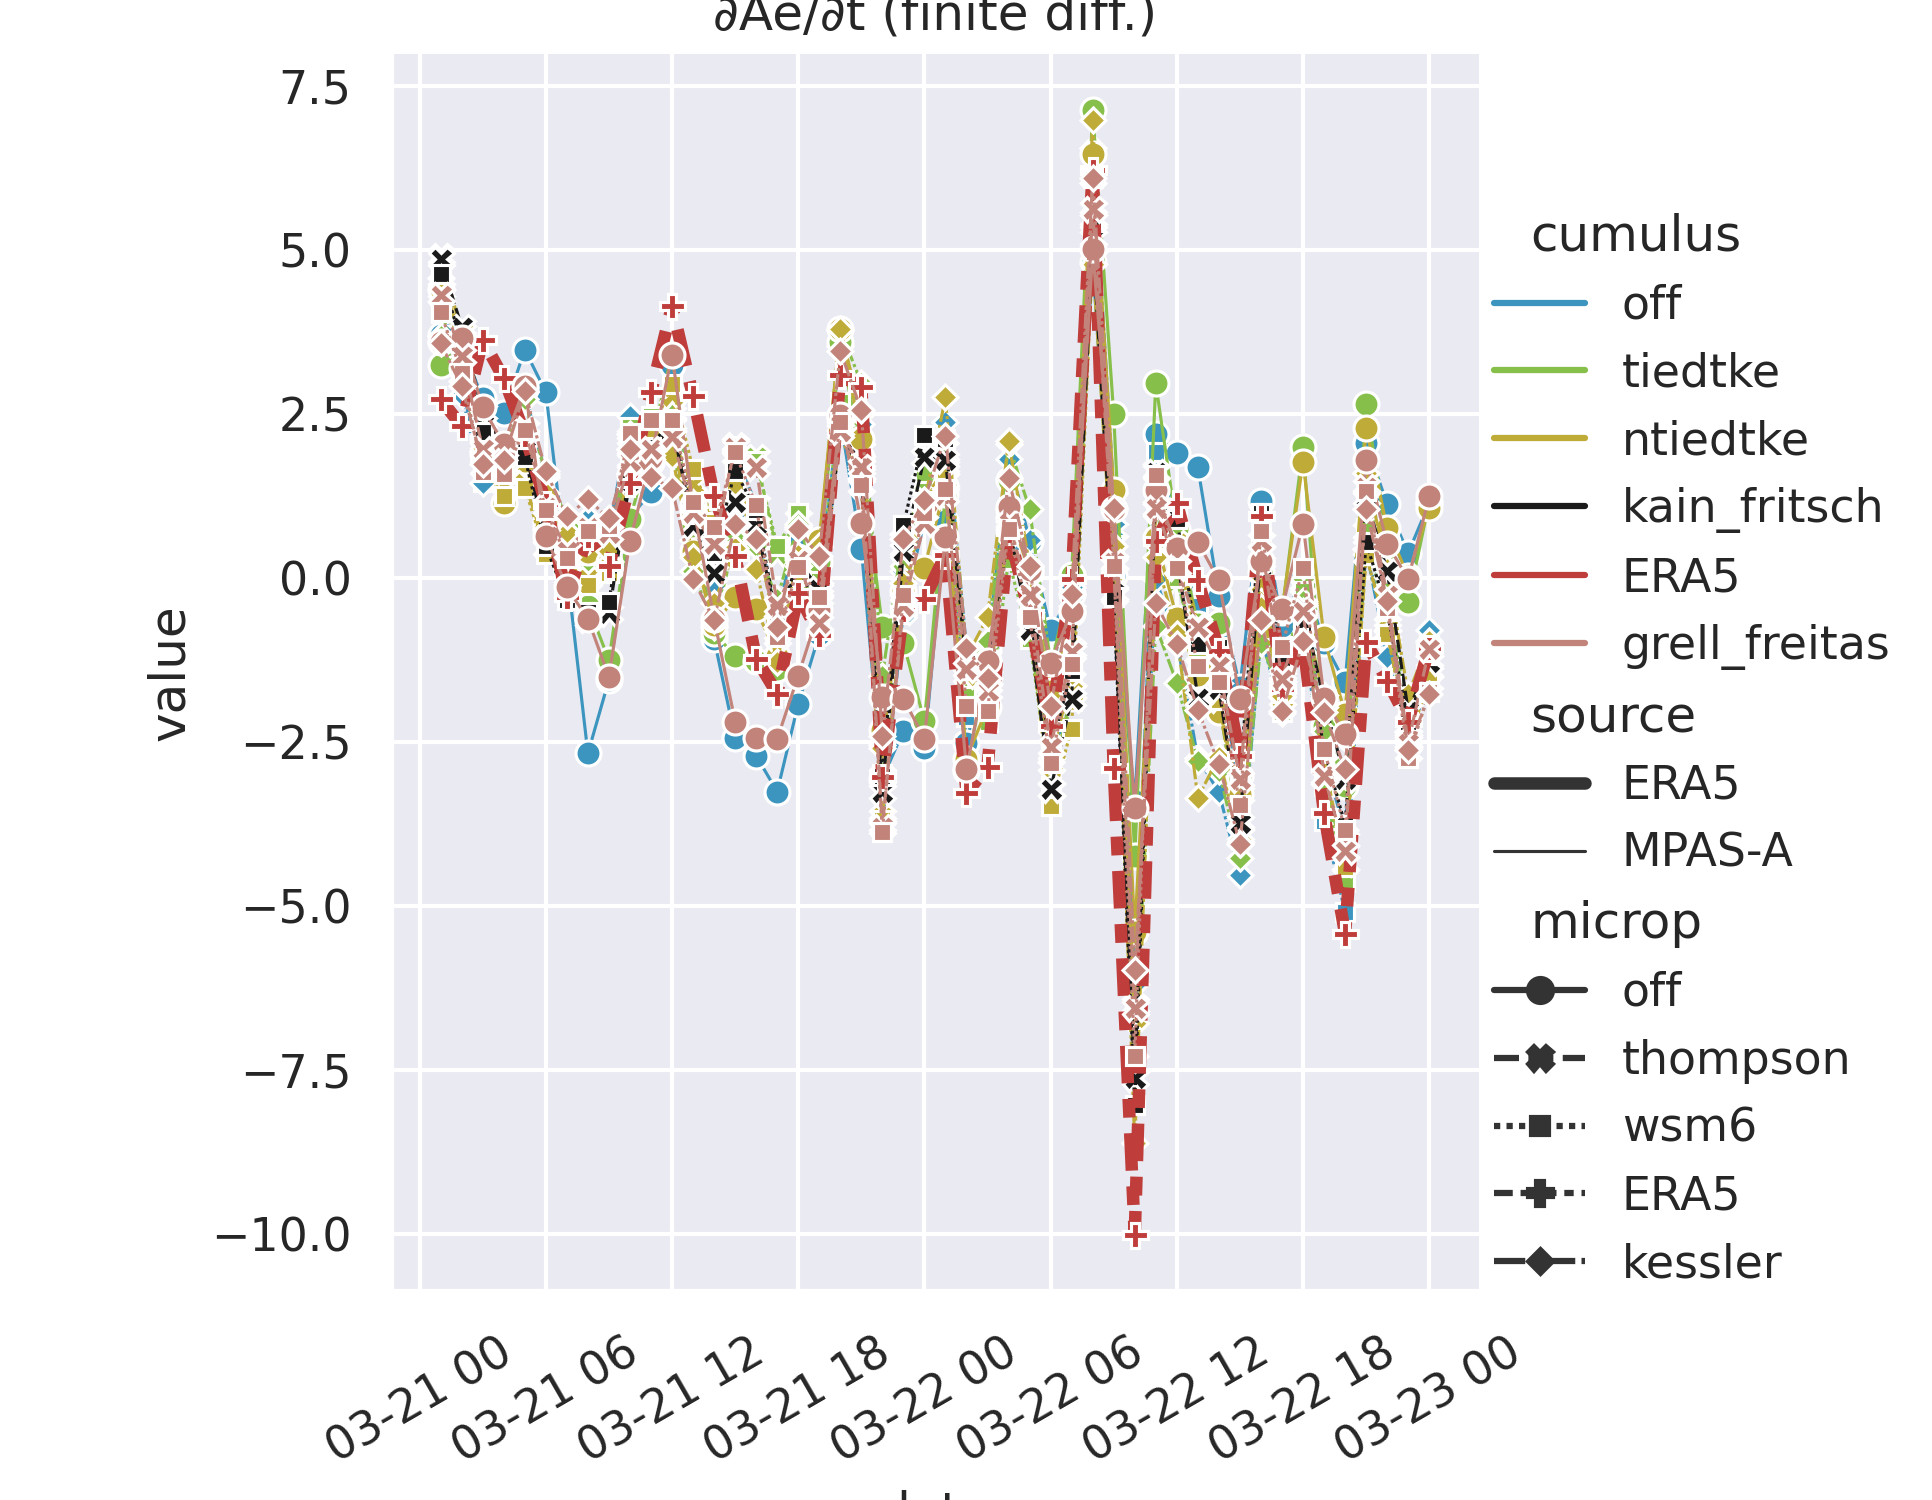 ∂Ae/∂t (finite diff.)
7.5
5.0
2.5
0.0
−2.5
−5.0
−7.5
−10.0
value
03-21 00
03-21 06
03-21 12
03-21 18
03-22 00
03-22 06
03-22 12
03-22 18
03-23 00
cumulus
off
tiedtke
ntiedtke
kain_fritsch
ERA5
grell_freitas
source
ERA5
MPAS-A
microp
off
thompson
wsm6
ERA5
kessler